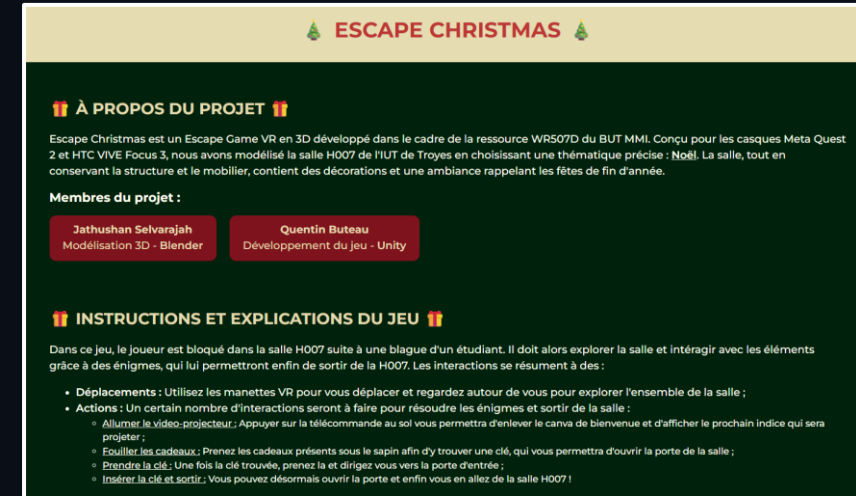 ESCAPE CHRISTMAS
À PROPOS DU PROJET
Escape Christmas est un Escape Game VR en 3D développé dans le cadre de la ressource WR507D du BUT MMI. Conçu pour les casques Meta Quest
2 et HTC VIVE Focus 3, nous avons modélisé la salle H007 de l'IUT de Troyes en choisissant une thématique précise : Noël. La salle, tout en
conservant la structure et le mobilier, contient des décorations et une ambiance rappelant les fêtes de fin d'année.
Membres du projet :
Jathushan Selvarajah
Modélisation 3D - Blender
Quentin Buteau
Développement du jeu - Unity
INSTRUCTIONS ET EXPLICATIONS DU JEU
Dans ce jeu, le joueur est bloqué dans la salle H007 suite à une blague d'un étudiant. Il doit alors explorer la salle et intéragir avec les éléments
grâce à des énigmes, qui lui permettront enfin de sortir de la H007. Les interactions se résument à des :
• Déplacements : Utilisez les manettes VR pour vous déplacer et regardez autour de vous pour explorer l'ensemble de la salle ;
• Actions : Un certain nombre d'interactions seront à faire pour résoudre les énigmes et sortir de la salle :
◦ Allumer le video-projecteur : Appuyer sur la télécommande au sol vous permettra d'enlever le canva de bienvenue et d'afficher le prochain indice qui sera
projeter ;
◦ Fouiller les cadeaux : Prenez les cadeaux présents sous le sapin afin d'y trouver une clé, qui vous permettra d'ouvrir la porte de la salle ;
◦ Prendre la clé : Une fois la clé trouvée, prenez la et dirigez vous vers la porte d'entrée ;
◦ Insérer la clé et sortir : Vous pouvez désormais ouvrir la porte et enfin vous en allez de la salle H007 !